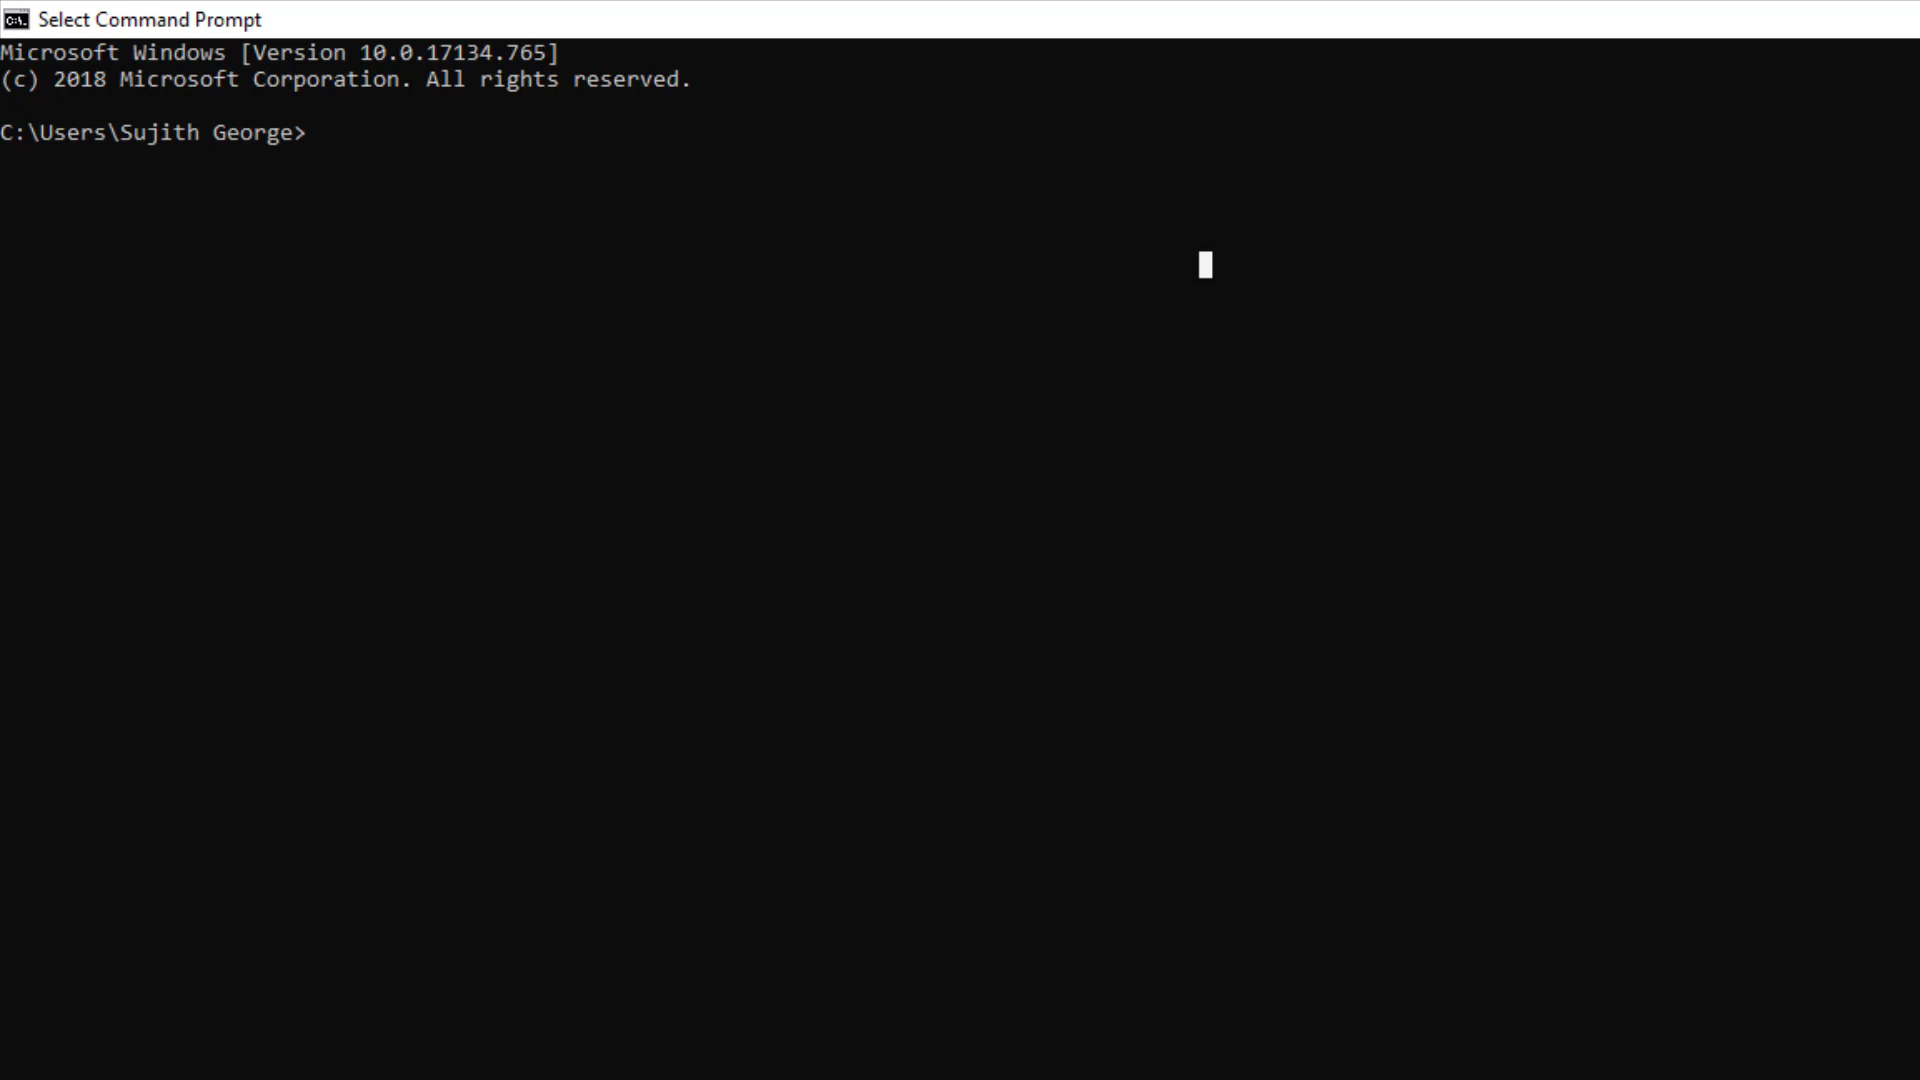 Select Command Prompt
Microsoft Windows [Version 10.0.17134.765]
(c) 2018 Microsoft Corporation. All rights reserved.
C:\Users\Sujith George>